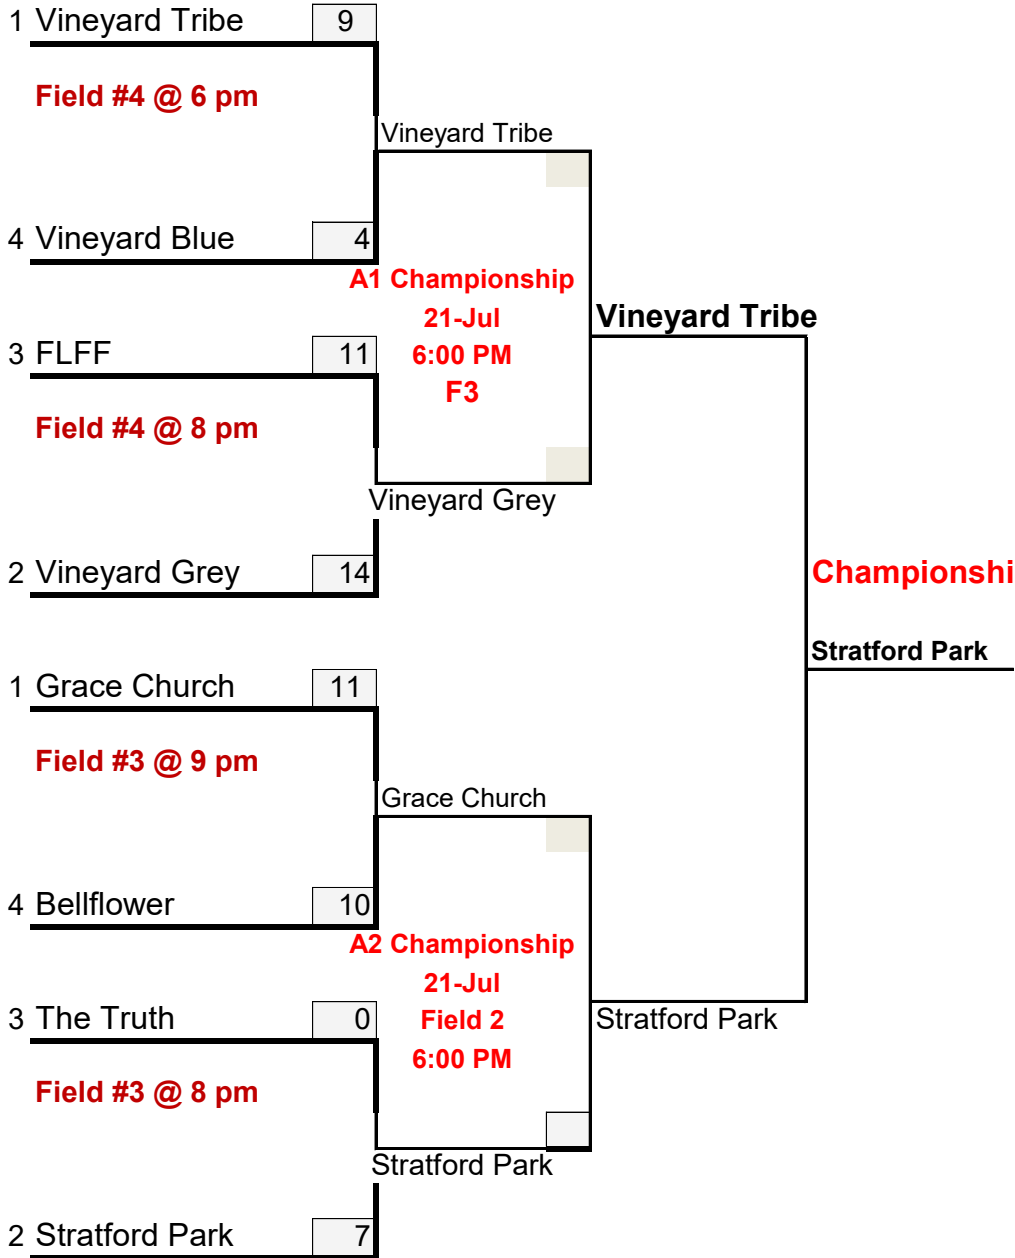 1 Vineyard Tribe 9
Field #4 @ 6 pm
Vineyard Tribe
4 Vineyard Blue 4
A1 Championship
21-Jul
Vineyard Tribe
3 FLFF 11
6:00 PM
F3
Field #4 @ 8 pm
Vineyard Grey
2 Vineyard Grey 14
Championshi
Stratford Park
1 Grace Church 11
Field #3 @ 9 pm
Grace Church
4 Bellflower 10
A2 Championship
21-Jul
3 The Truth 0
Field 2
Stratford Park
6:00 PM
Field #3 @ 8 pm
Stratford Park
2 Stratford Park 7